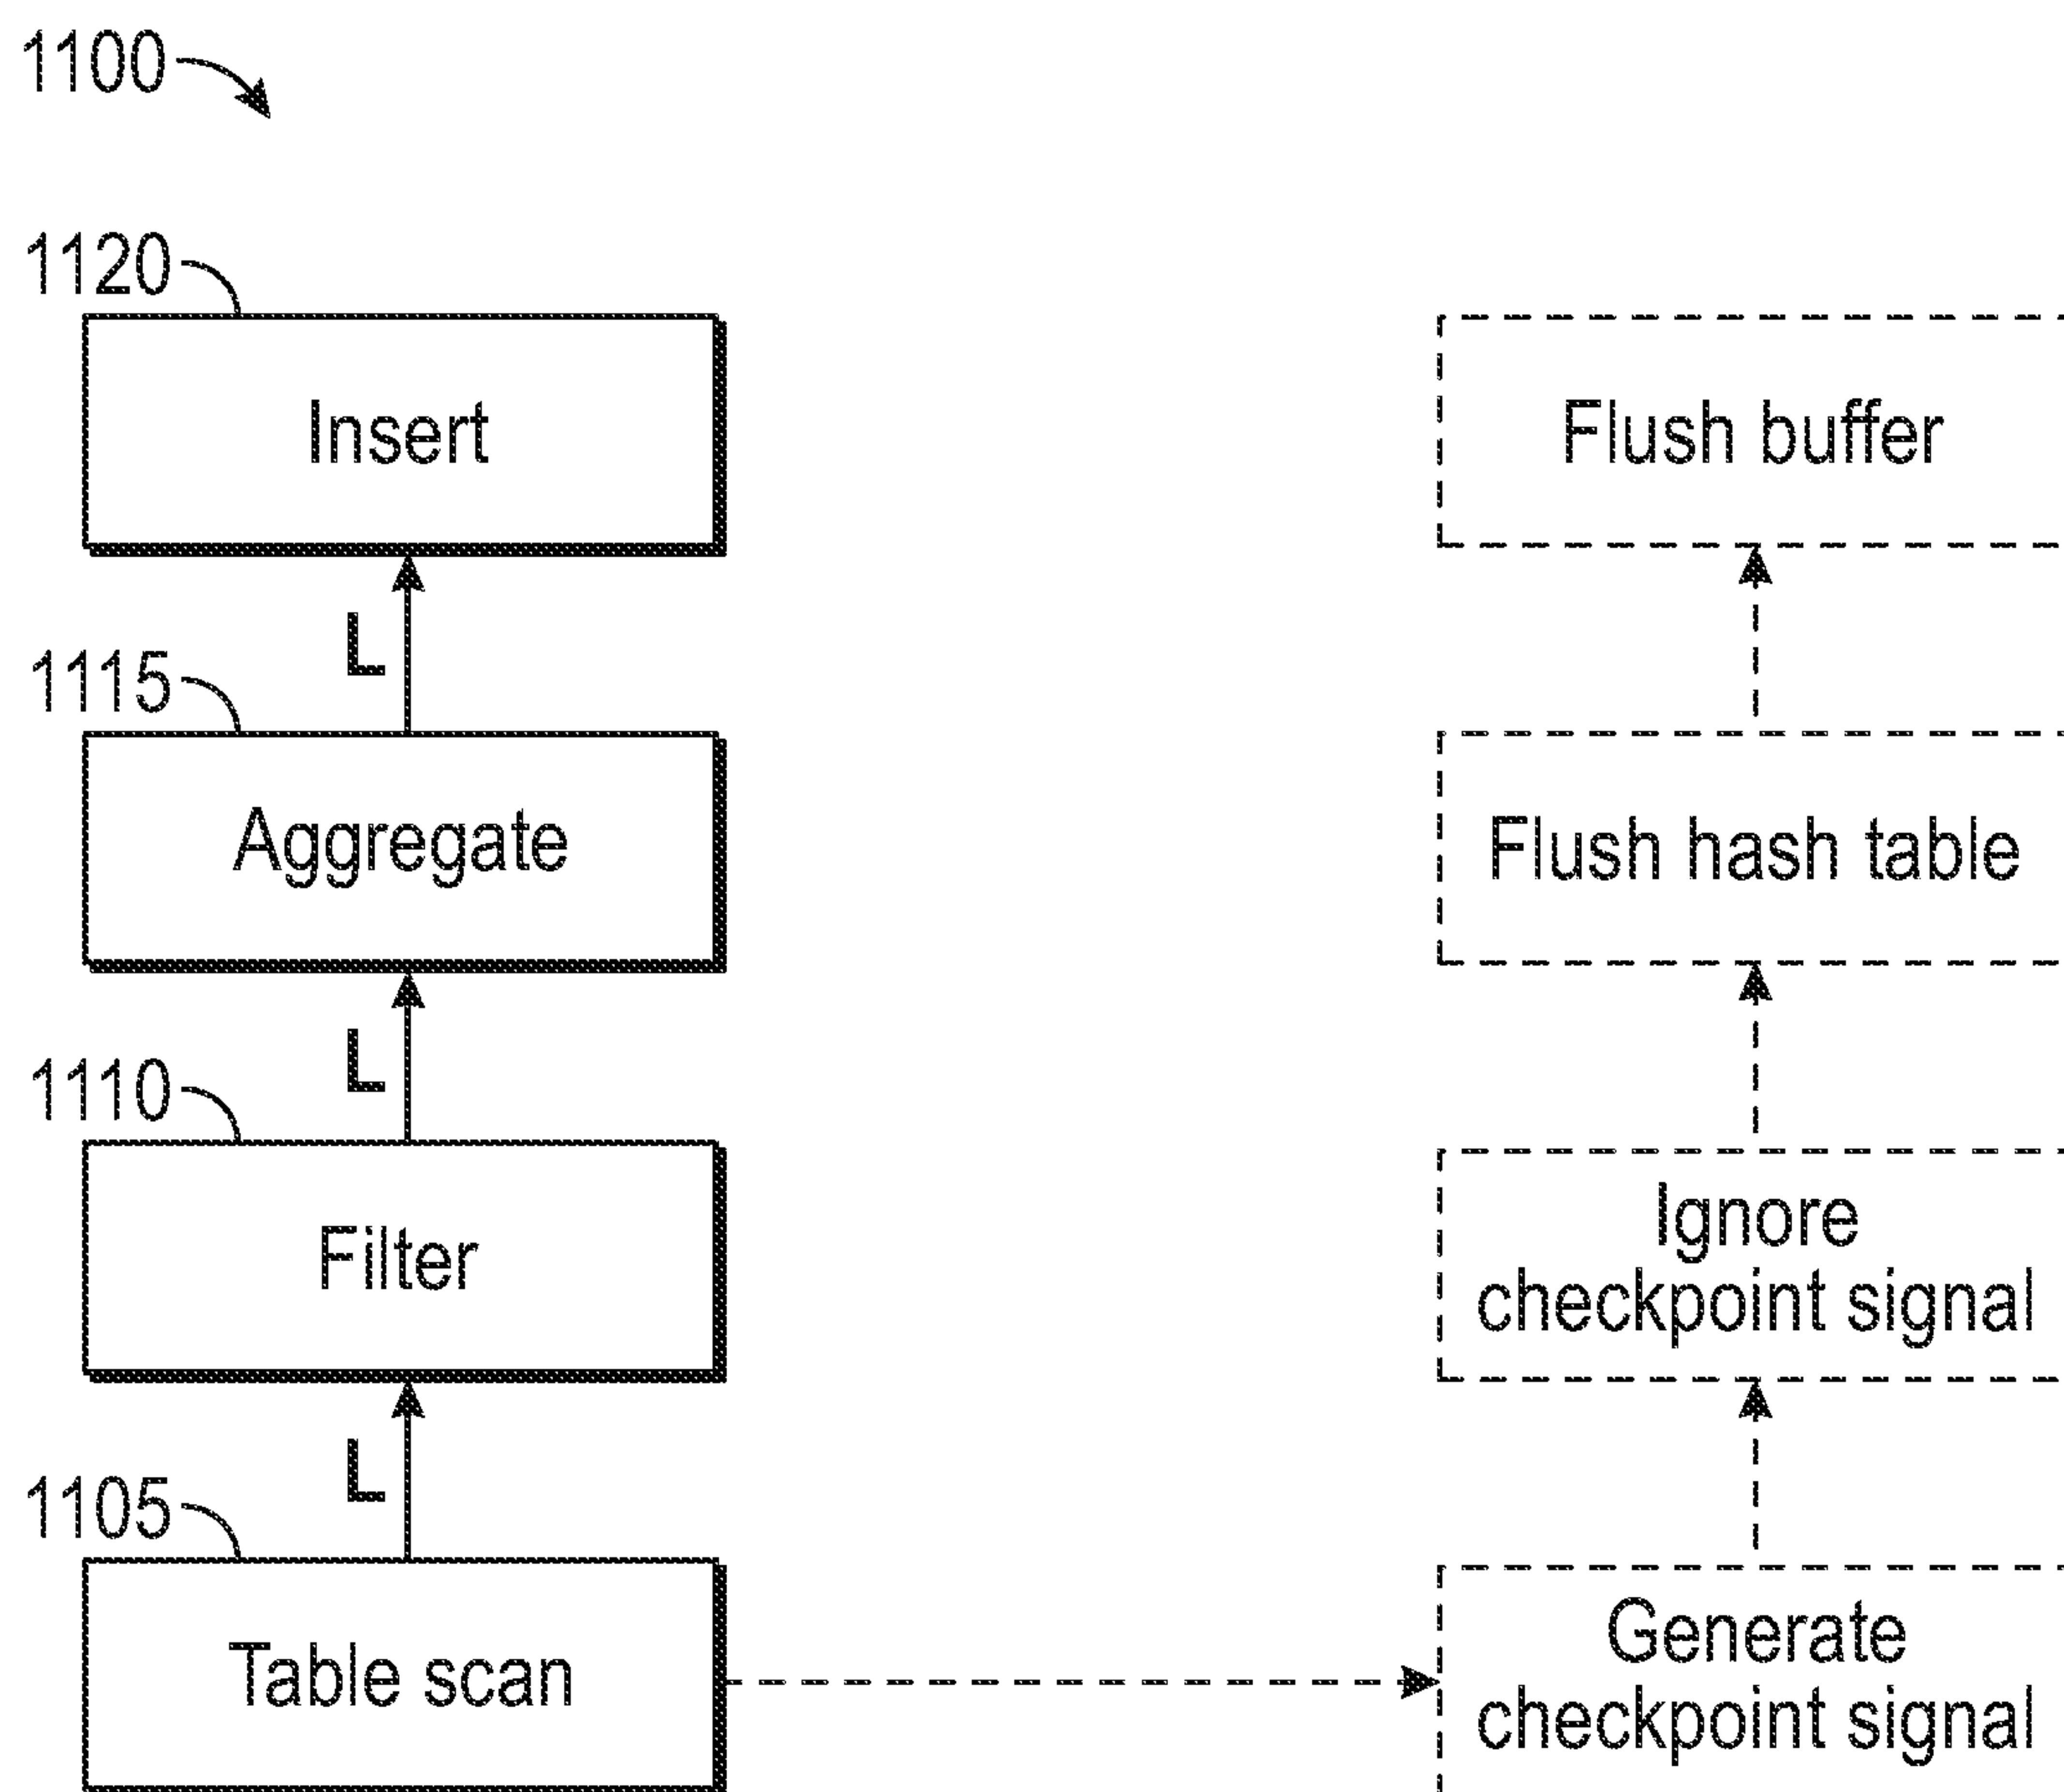 1100
1120
Insert
Flush buffer
L
1115
Aggregate
Flush hash table
L
1110
Filter
Ignore
checkpoint signal
L
1105
Table scan
Generate
checkpoint signal